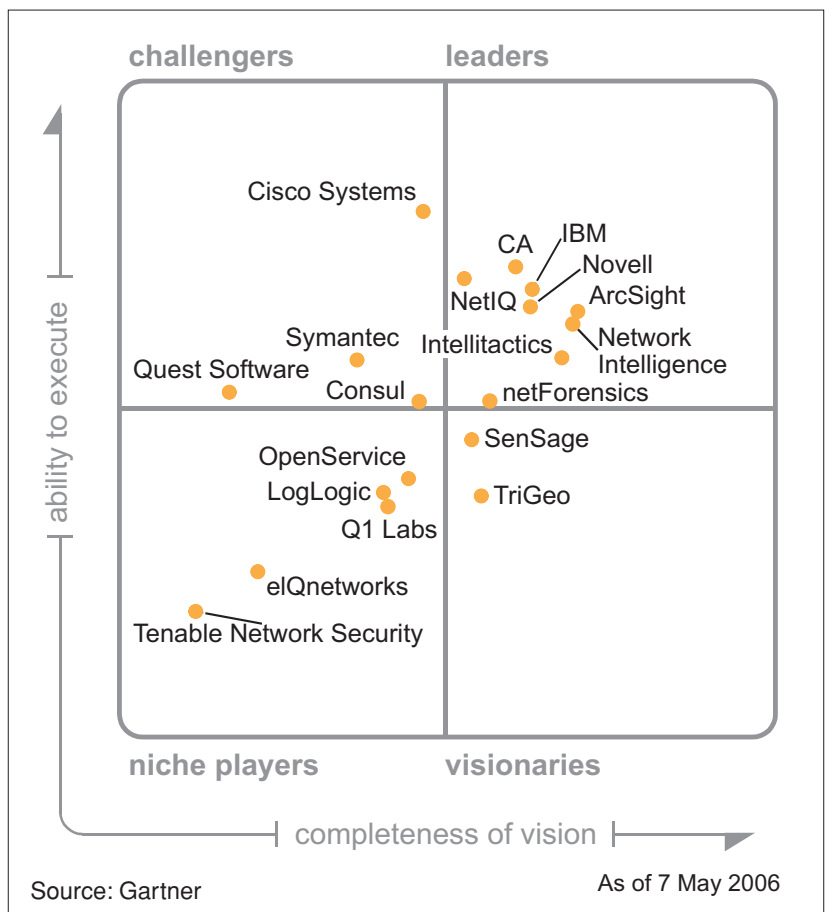 challengers
leaders
Cisco Systems
CA
IBM
Novell
NetIQ
ArcSight
Symantec
Intellitactics
Network
Intelligence
Quest Software
Consul
netForensics
SenSage
OpenService
LogLogic
TriGeo
Q1 Labs
elQnetworks
Tenable Network Security
niche players
visionaries
ability to execute
completeness of vision
Source: Gartner
As of 7 May 2006